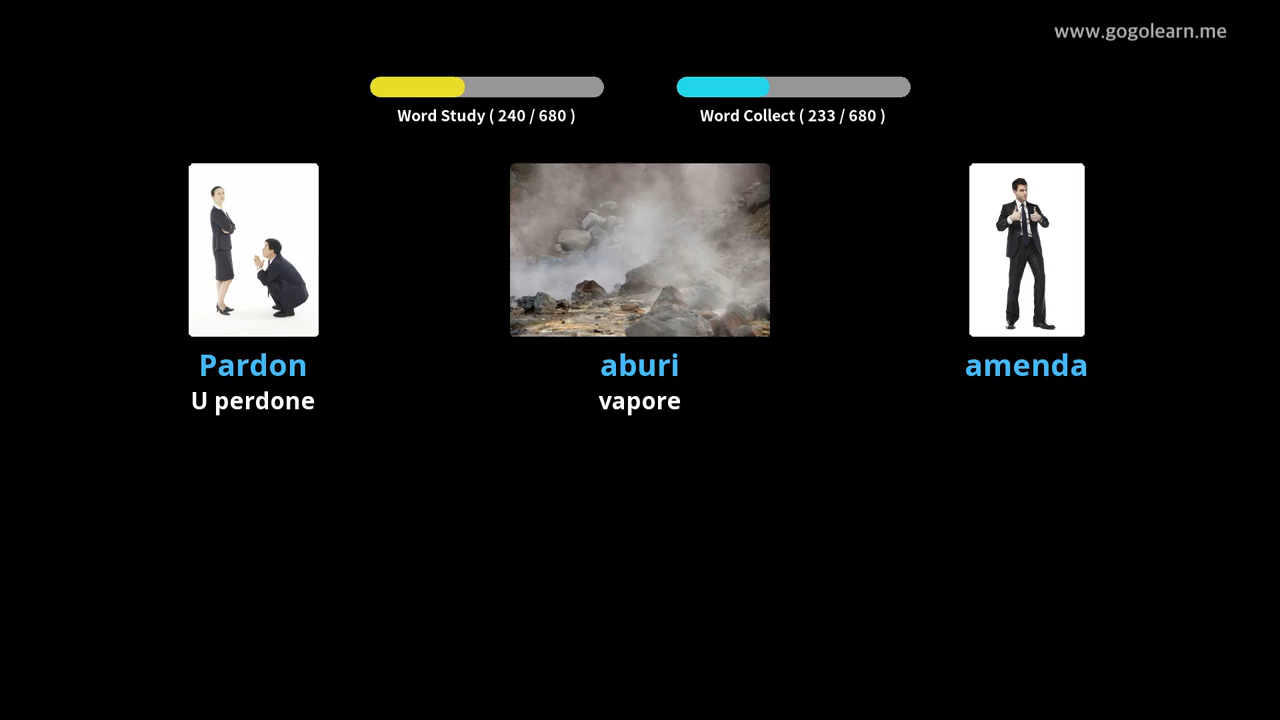 www.gogolearn.me
Word Study ( 240 / 680 )
Word Collect ( 233 / 680 )
Pardon
U perdone
aburi
vapore
amenda